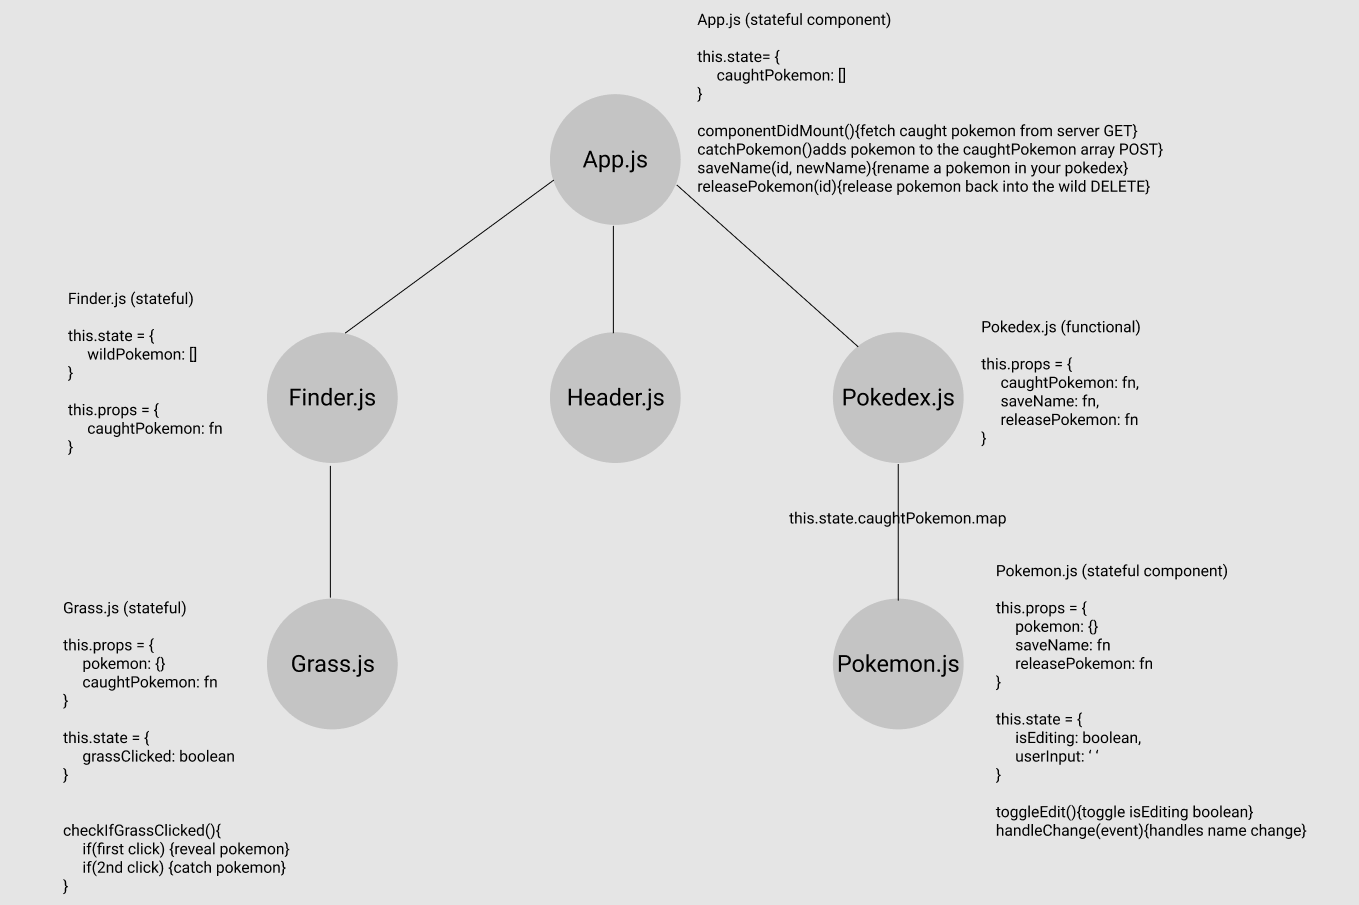 App.js (stateful component)
this.state= {
caughtPokemon: []
}
componentDidMount(){fetch caught pokemon from server GET}
catchPokemon()adds pokemon to the caughtPokemon array POST}
saveName(id, newName){rename a pokemon in your pokedex}
releasePokemon(id){release pokemon back into the wild DELETE}
App.js
Finder.js (stateful)
this.state = {
wildPokemon: []
}
this.props = {
caughtPokemon: fn
}
Finder.js
Header.js
Pokedex.js
Pokedex.js (functional)
this.props = {
caughtPokemon: fn,
saveName: fn,
releasePokemon: fn
}
this.state.caughtPokemon.map
Grass.js (stateful)
this.props = {
pokemon: {}
caughtPokemon: fn
}
this.state = {
grassClicked: boolean
}
checkIfGrassClicked(){
if(first click) {reveal pokemon}
if(2nd click) {catch pokemon}
}
Grass.js
Pokemon.js
Pokemon.js (stateful component)
this.props = {
pokemon: {}
saveName: fn
releasePokemon: fn
}
this.state = {
isEditing: boolean,
userInput: ‘ ‘
}
toggleEdit(){toggle isEditing boolean}
handleChange(event){handles name change}